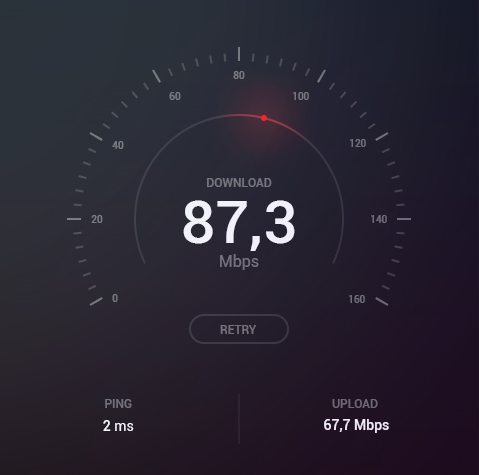 80
60
100
40
120
DOWNLOAD
87,3
20
140
Mbps
0
160
RETRY
PING
UPLOAD
2 ms
67,7 Mbps